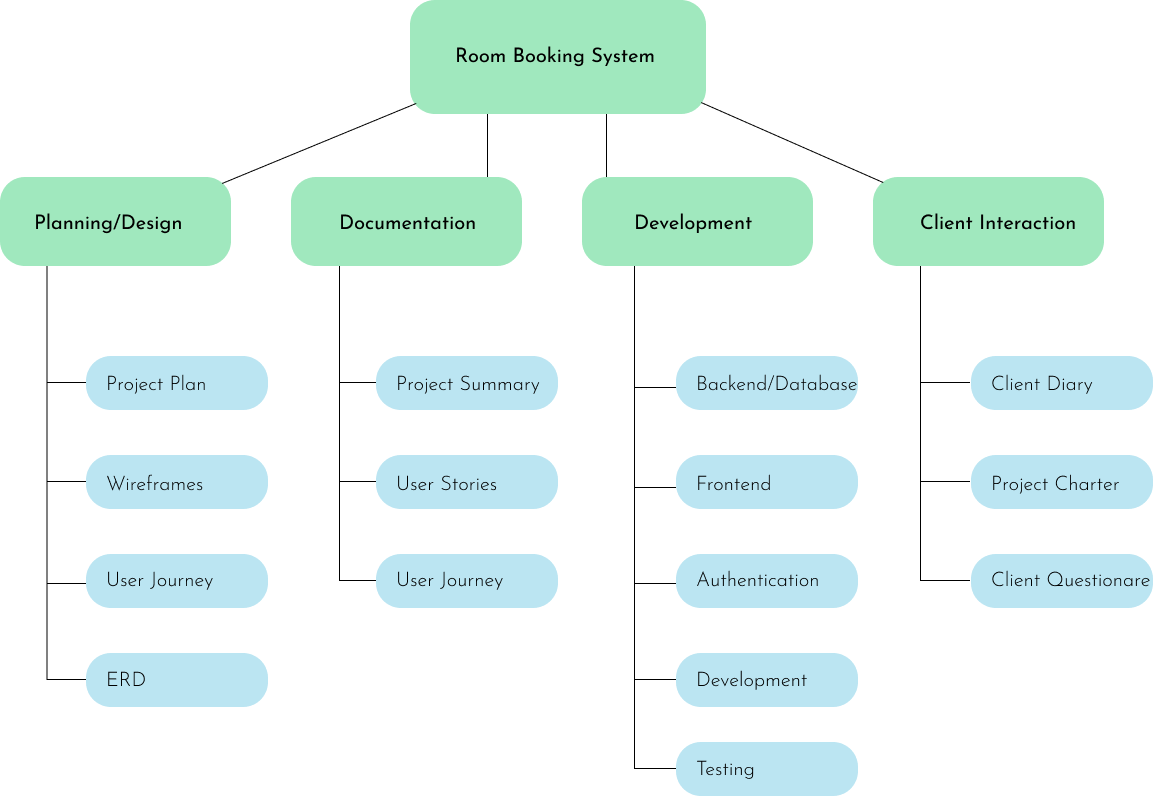 Room Booking System
Planning/Design
Documentation
Development
Client Interaction
Project Plan
Wireframes
User Journey
ERD
Project Summary
User Stories
User Journey
Backend/Database
Frontend
Authentication
Development
Testing
Client Diary
Project Charter
Client Questionare